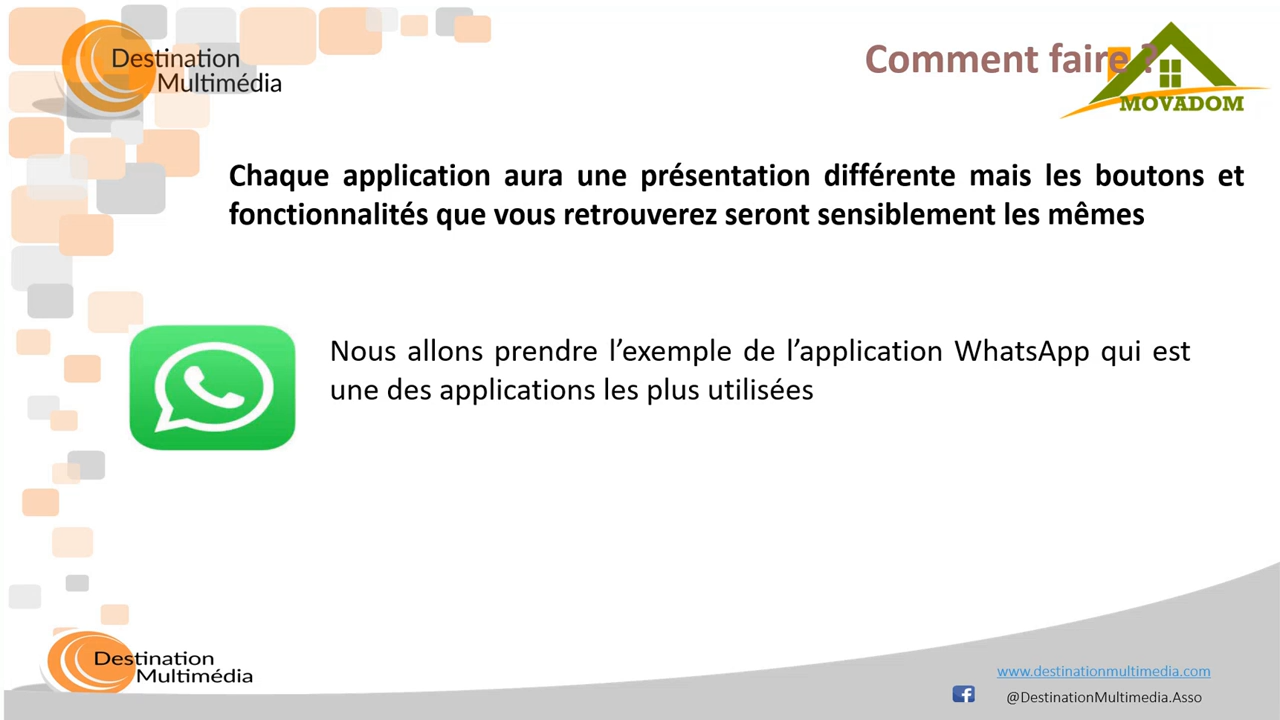 Destination
Multimédia
Comment faire ?
MOVADOM
Chaque application aura une présentation différente mais les boutons et
fonctionnalités que vous retrouverez seront sensiblement les mêmes
Nous allons prendre l’exemple de l’application WhatsApp qui est
une des applications les plus utilisées
Destination
Multimédia
www.destinationmultimedia.com
@DestinationMultimedia.Asso